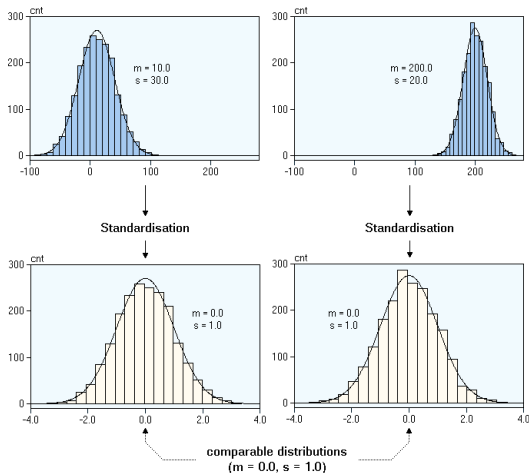 cnt
300
200
100
0
-100
0
100
200
m = 10.0
s = 30.0
cnt
300
200
100
0
-100
0
100
200
m = 200.0
s = 20.0
Standardisation
Standardisation
cnt
300
200
100
0
-4.0
-2.0
0.0
2.0
4.0
m = 0.0
s = 1.0
cnt
300
200
100
0
-4.0
-2.0
0.0
2.0
4.0
m = 0.0
s = 1.0
comparable distributions
(m = 0.0, s = 1.0)